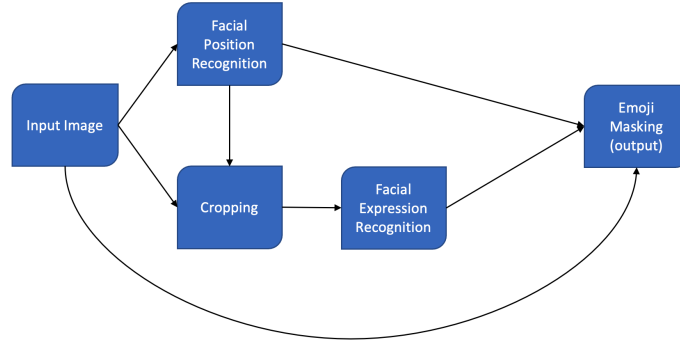 Facial
Position
Recognition
Input Image
Emoji
Masking
(output)
Cropping
Facial
Expression
Recognition